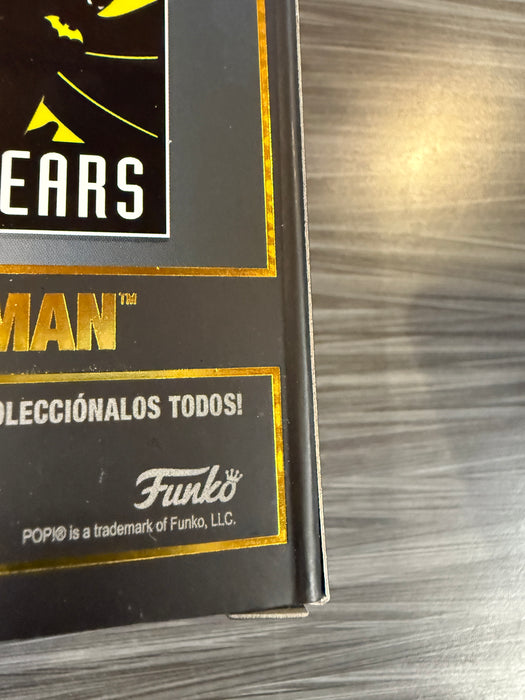 EARS
MAN™
OLECCIÓNALOS TODOS!
Funko
POP!® is a trademark of Funko, LLC.